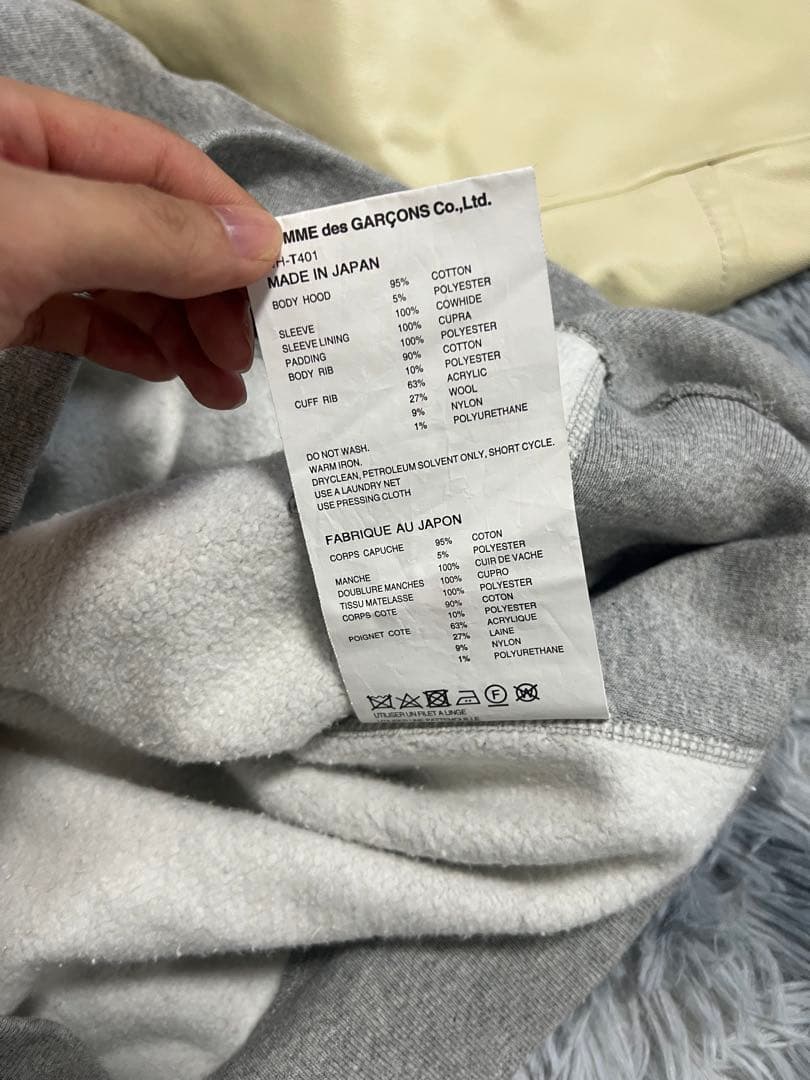 MME des GARÇONS Co.,Ltd.
H-T401
MADE IN JAPAN
BODY HOOD 95% COTTON
5% POLYESTER
SLEEVE 100% COWHIDE
SLEEVE LINING 100% CUPRA
PADDING 100% POLYESTER
BODY RIB 90% COTTON
10% POLYESTER
CUFF RIB 63% ACRYLIC
27% WOOL
9% NYLON
1% POLYURETHANE
DO NOT WASH.
WARM IRON.
DRYCLEAN, PETROLEUM SOLVENT ONLY, SHORT CYCLE.
USE A LAUNDRY NET
USE PRESSING CLOTH
FABRIQUE AU JAPON
CORPS CAPUCHE 95% COTON
5% POLYESTER
MANCHE 100% CUIR DE VACHE
DOUBLURE MANCHES 100% CUPRO
TISSU MATELASSE 100% POLYESTER
CORPS COTE 90% COTON
10% POLYESTER
POIGNET COTE 63% ACRYLIQUE
27% LAINE
9% NYLON
1% POLYURETHANE
F W
UTILISER UN FILET A LINGE